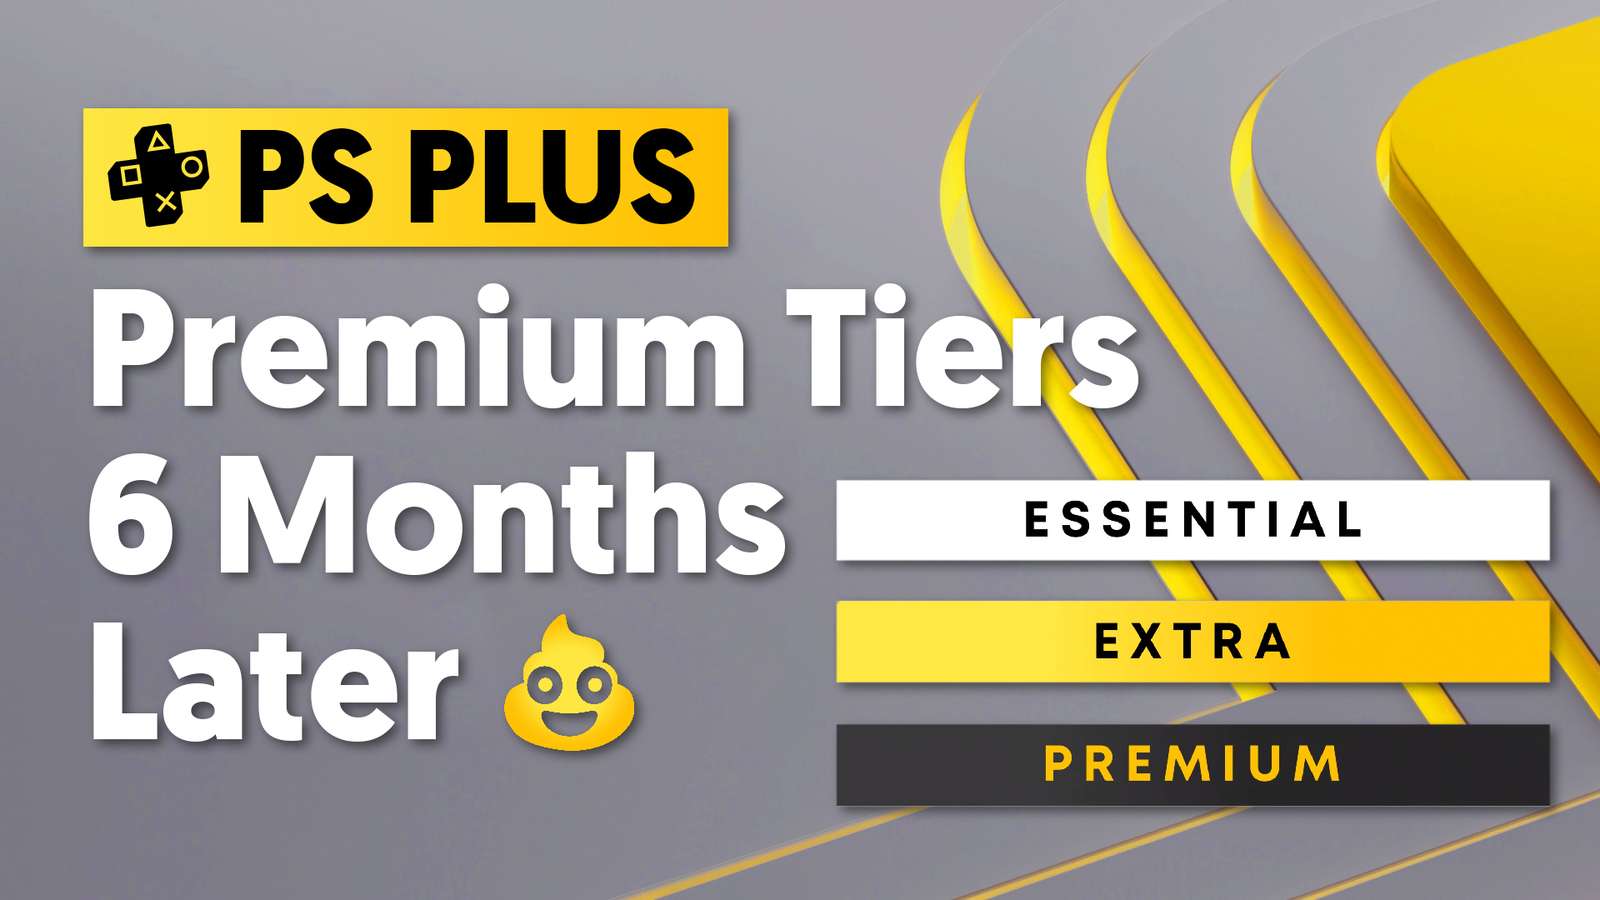 PS PLUS
Premium Tiers
6 Months
Later
ESSENTIAL
EXTRA
PREMIUM